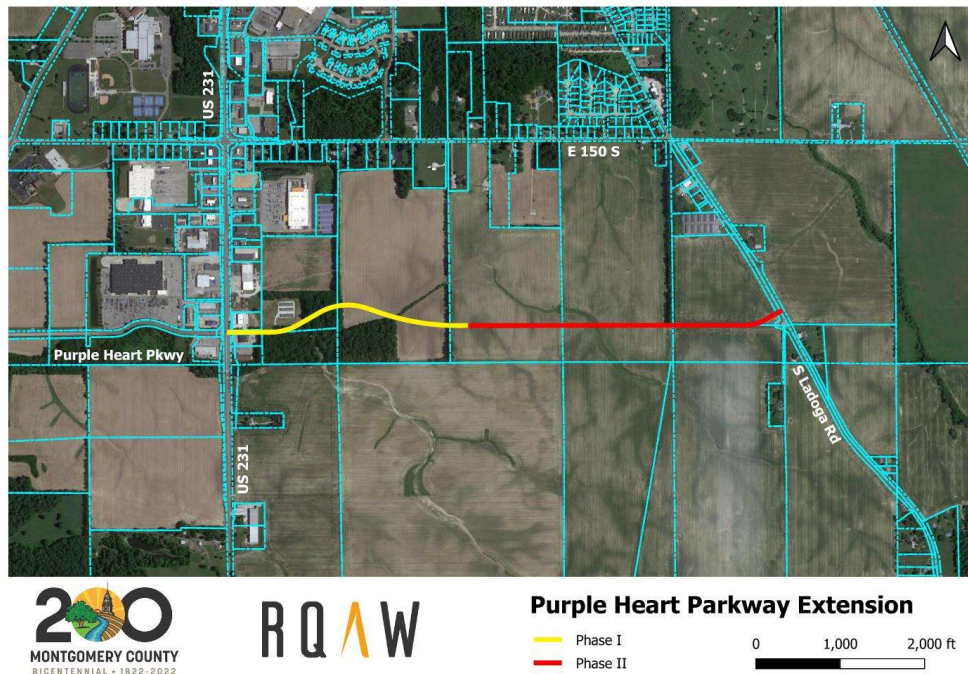 US 231
E 150 S
Purple Heart Pkwy
S Ladoga Rd
US 231
200
MONTGOMERY COUNTY
BICENTENNIAL • 1822-2022
RQAW
Purple Heart Parkway Extension
Phase I
Phase II
0 1,000 2,000 ft